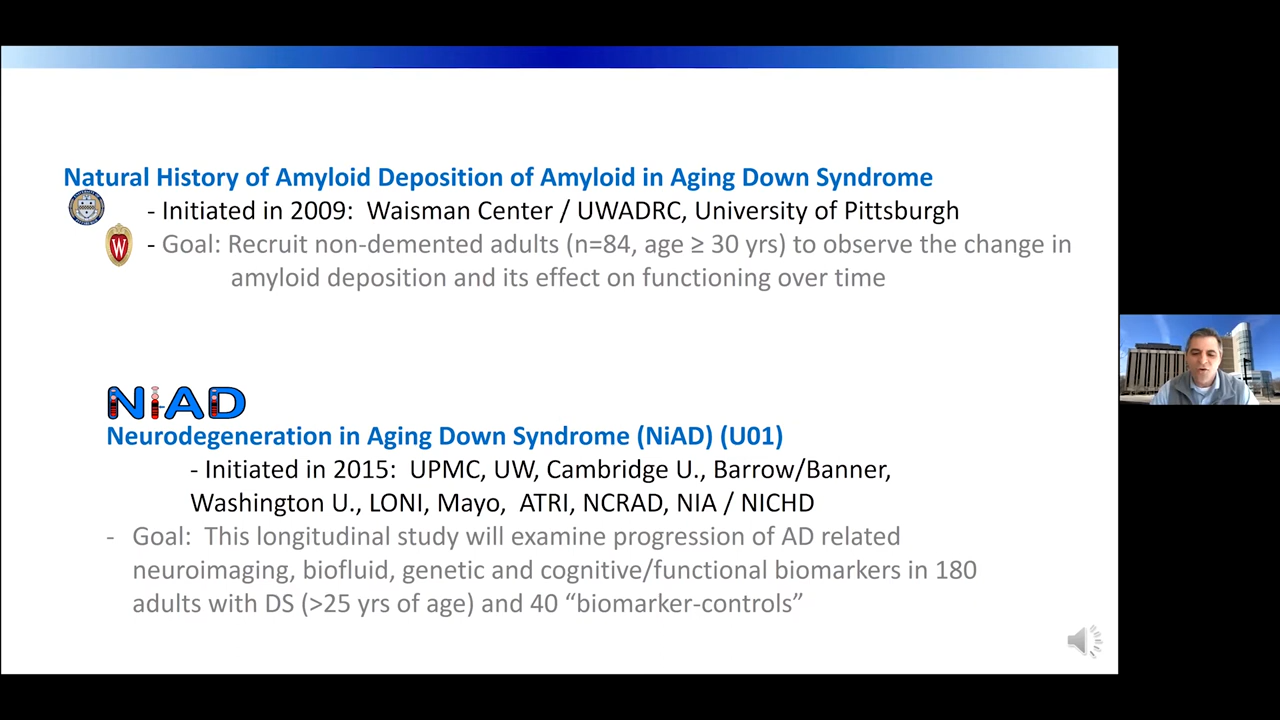 Natural History of Amyloid Deposition of Amyloid in Aging Down Syndrome
- Initiated in 2009: Waisman Center / UWADRC, University of Pittsburgh
W
- Goal: Recruit non-demented adults (n=84, age ≥ 30 yrs) to observe the change in
amyloid deposition and its effect on functioning over time
NiAD
Neurodegeneration in Aging Down Syndrome (NiAD) (U01)
- Initiated in 2015: UPMC, UW, Cambridge U., Barrow/Banner,
Washington U., LONI, Mayo, ATRI, NCRAD, NIA / NICHD
- Goal: This longitudinal study will examine progression of AD related
neuroimaging, biofluid, genetic and cognitive/functional biomarkers in 180
adults with DS (>25 yrs of age) and 40 “biomarker-controls”